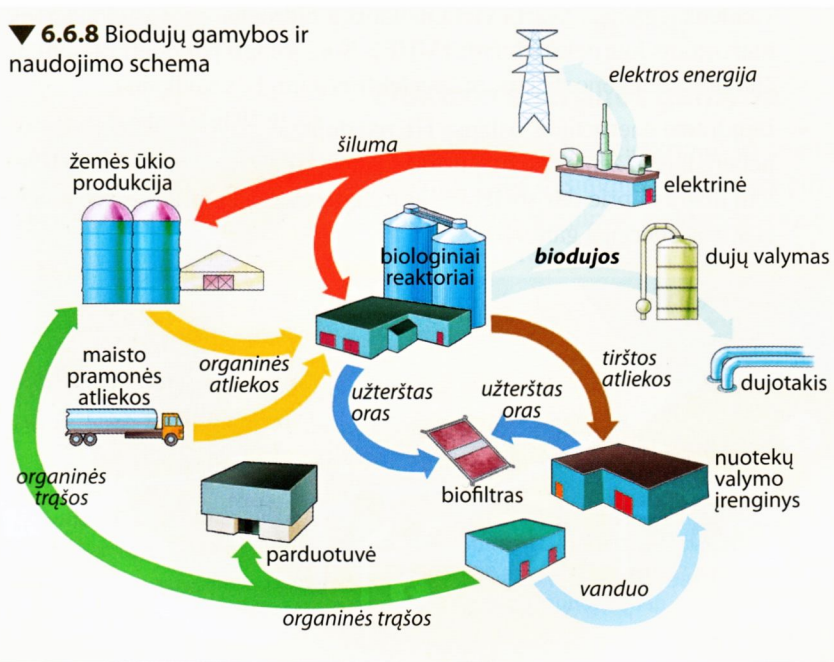 ▼ 6.6.8 Biodujų gamybos ir
naudojimo schema
elektros energija
šiluma
žemės ūkio
produkcija
elektrinė
biologiniai
reaktoriai
biodujos
dujų valymas
organinės
atliekos
maisto
pramonės
atliekos
tirštos
atliekos
dujotakis
užterštas
oras
užterštas
oras
biofiltras
nuotekų
valymo
įrenginys
organinės
trąšos
parduotuvė
vanduo
organinės trąšos